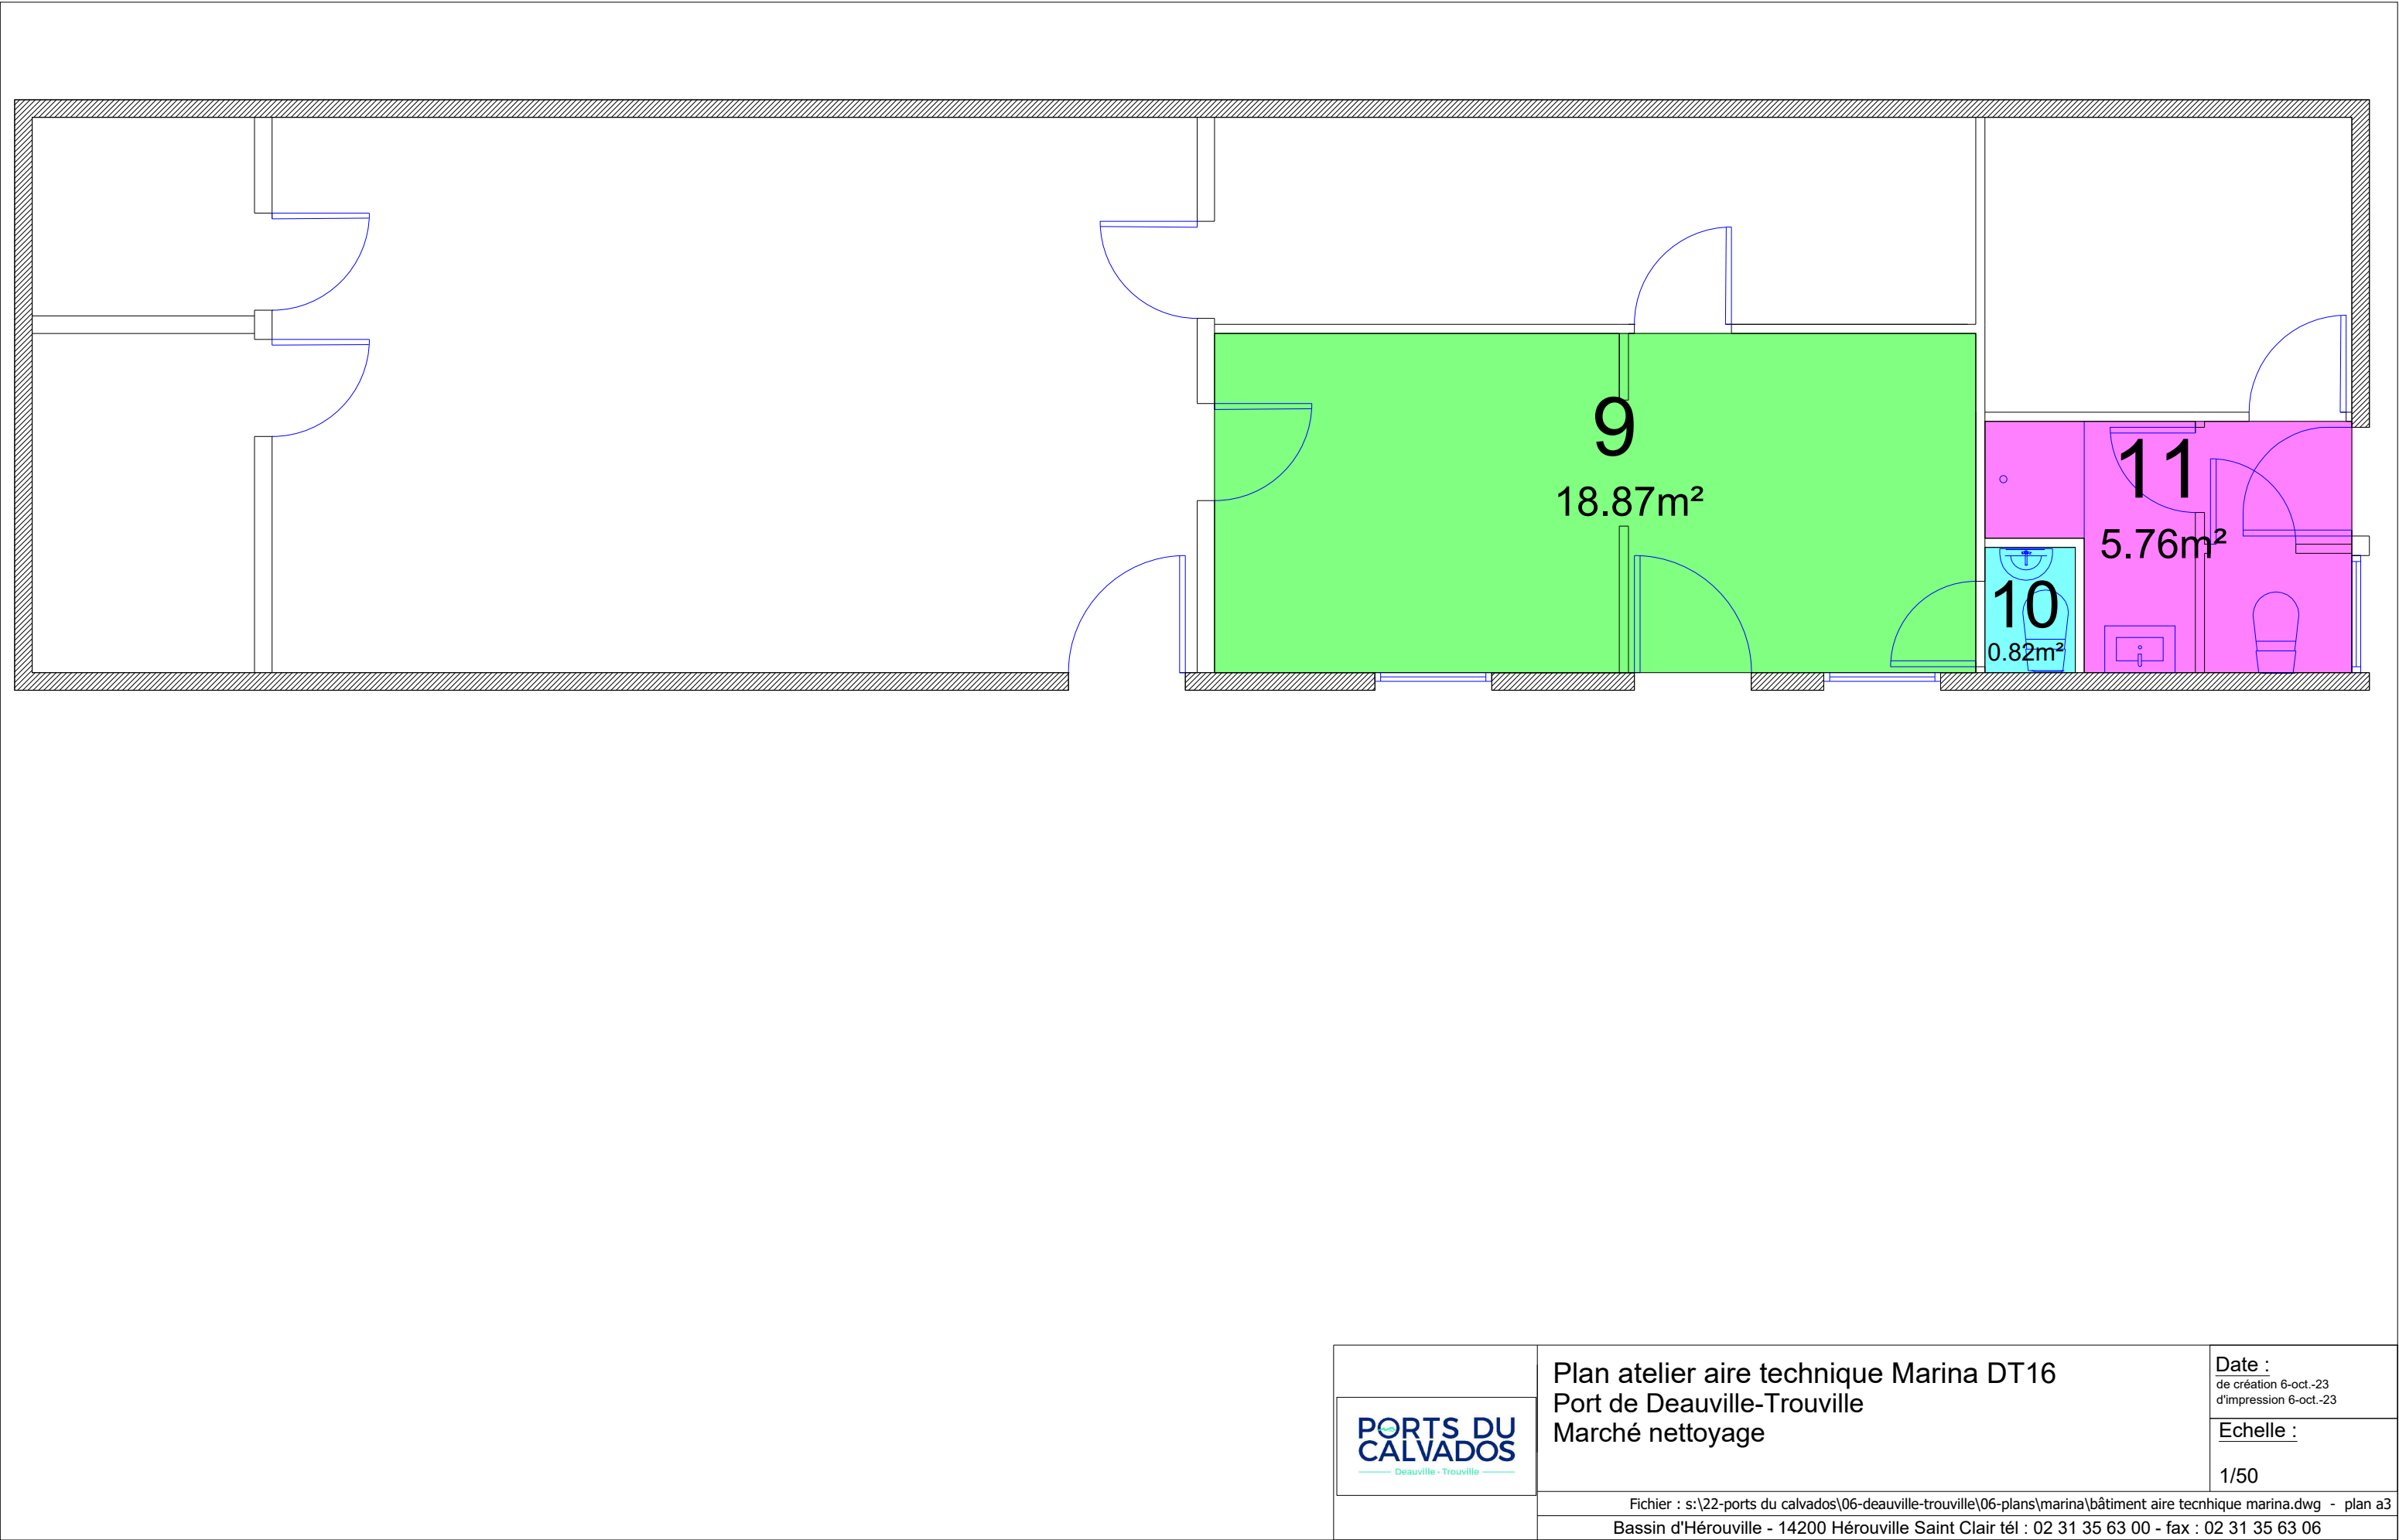 9
18.87m²
11
5.76m²
10
0.82m²
PORTS DU
CALVADOS
Deauville - Trouville
Plan atelier aire technique Marina DT16
Port de Deauville-Trouville
Marché nettoyage
Date :
de création 6-oct.-23
d'impression 6-oct.-23
Echelle :
1/50
Fichier : s:\22-ports du calvados\06-deauville-trouville\06-plans\marina\bâtiment aire tecnhique marina.dwg - plan a3
Bassin d'Hérouville - 14200 Hérouville Saint Clair tél : 02 31 35 63 00 - fax : 02 31 35 63 06